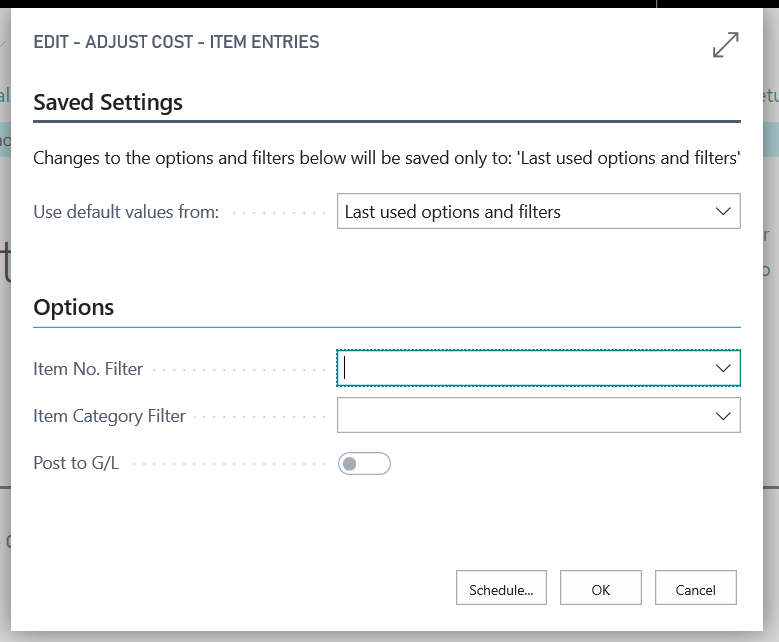 EDIT - ADJUST COST - ITEM ENTRIES
Saved Settings
Changes to the options and filters below will be saved only to: 'Last used options and filters'
Use default values from: Last used options and filters
Options
Item No. Filter
Item Category Filter
Post to G/L
Schedule... OK Cancel